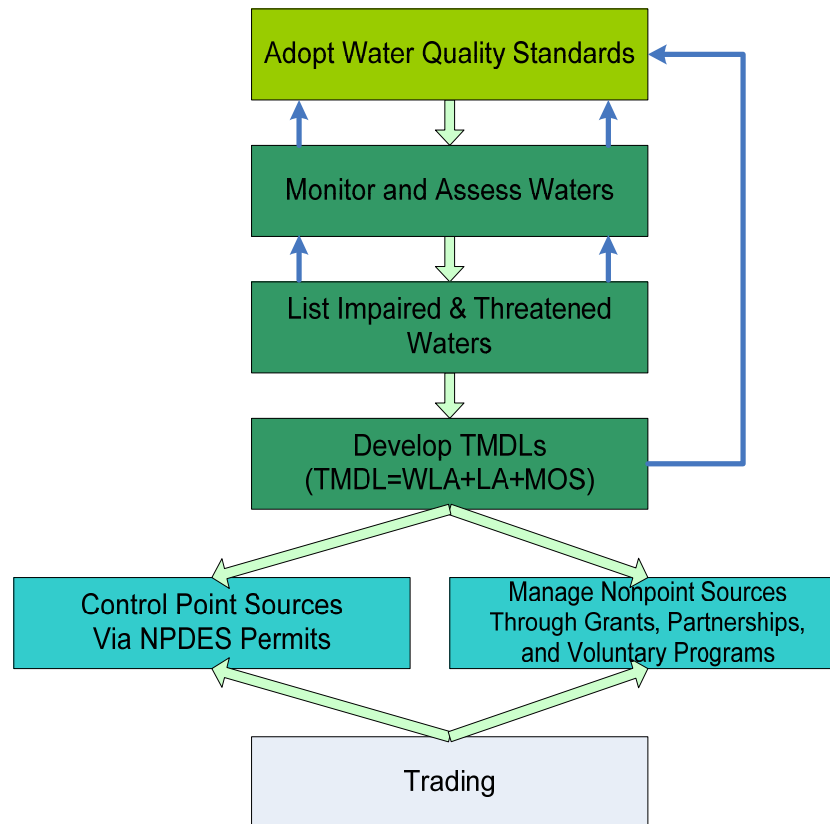 Adopt Water Quality Standards
Monitor and Assess Waters
List Impaired & Threatened
Waters
Develop TMDLs
(TMDL=WLA+LA+MOS)
Control Point Sources
Via NPDES Permits
Manage Nonpoint Sources
Through Grants, Partnerships,
and Voluntary Programs
Trading